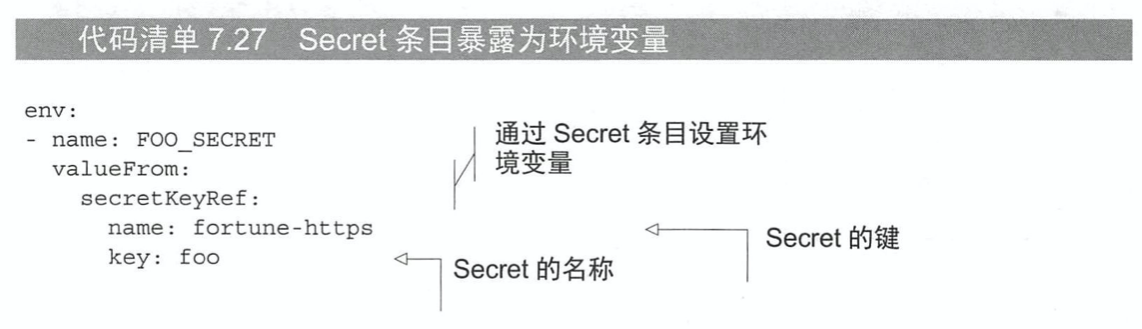 代码清单 7.27 Secret 条目暴露为环境变量
env:
- name: FOO_SECRET
  valueFrom:
    secretKeyRef:
      name: fortune-https
      key: foo
通过 Secret 条目设置环
境变量
Secret 的键
Secret 的名称